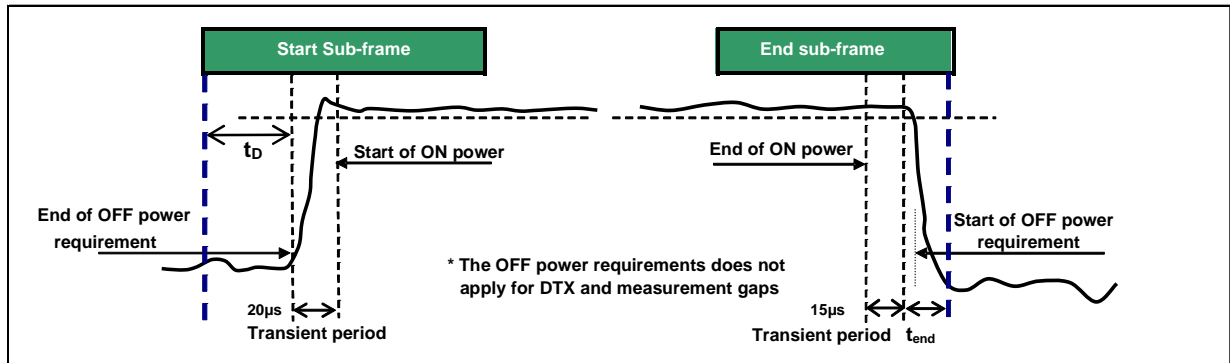 Start Sub-frame
End sub-frame
tD
Start of ON power
End of ON power
End of OFF power
requirement
Start of OFF power
requirement
* The OFF power requirements does not
apply for DTX and measurement gaps
20µs
Transient period
15µs
Transient period
tend